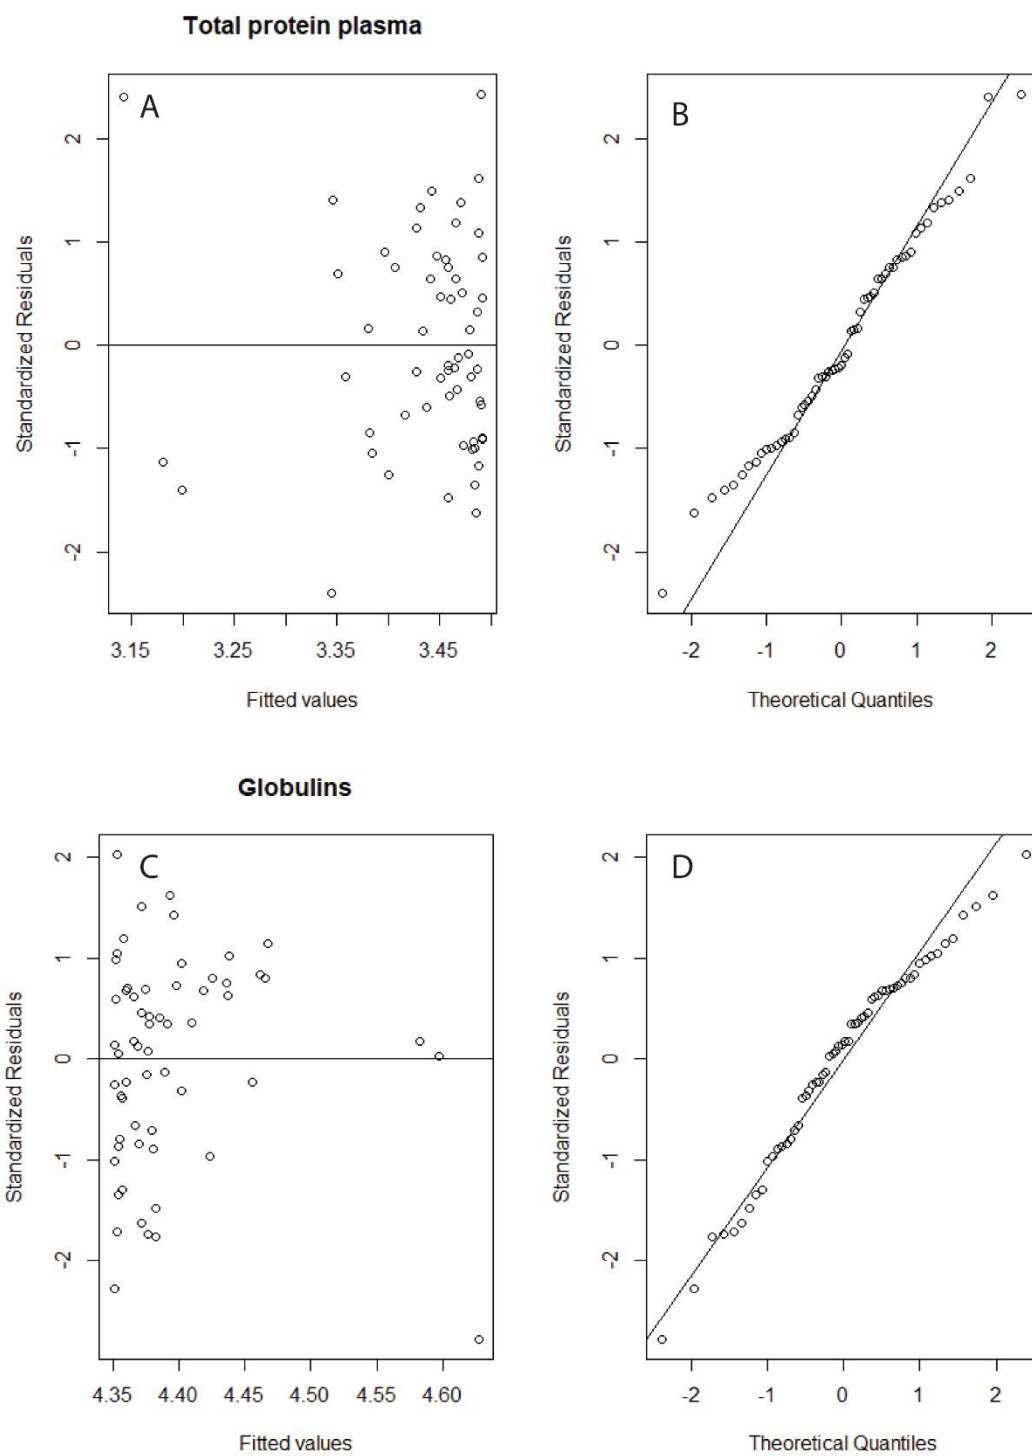 Total protein plasma
A
B
Standardized Residuals
2
1
0
-1
-2
3.15 3.25 3.35 3.45
Fitted values
Standardized Residuals
2
1
0
-1
-2
-2 -1 0 1 2
Theoretical Quantiles
Globulins
C
D
Standardized Residuals
2
1
0
-1
-2
4.35 4.40 4.45 4.50 4.55 4.60
Fitted values
Standardized Residuals
2
1
0
-1
-2
-2 -1 0 1 2
Theoretical Quantiles